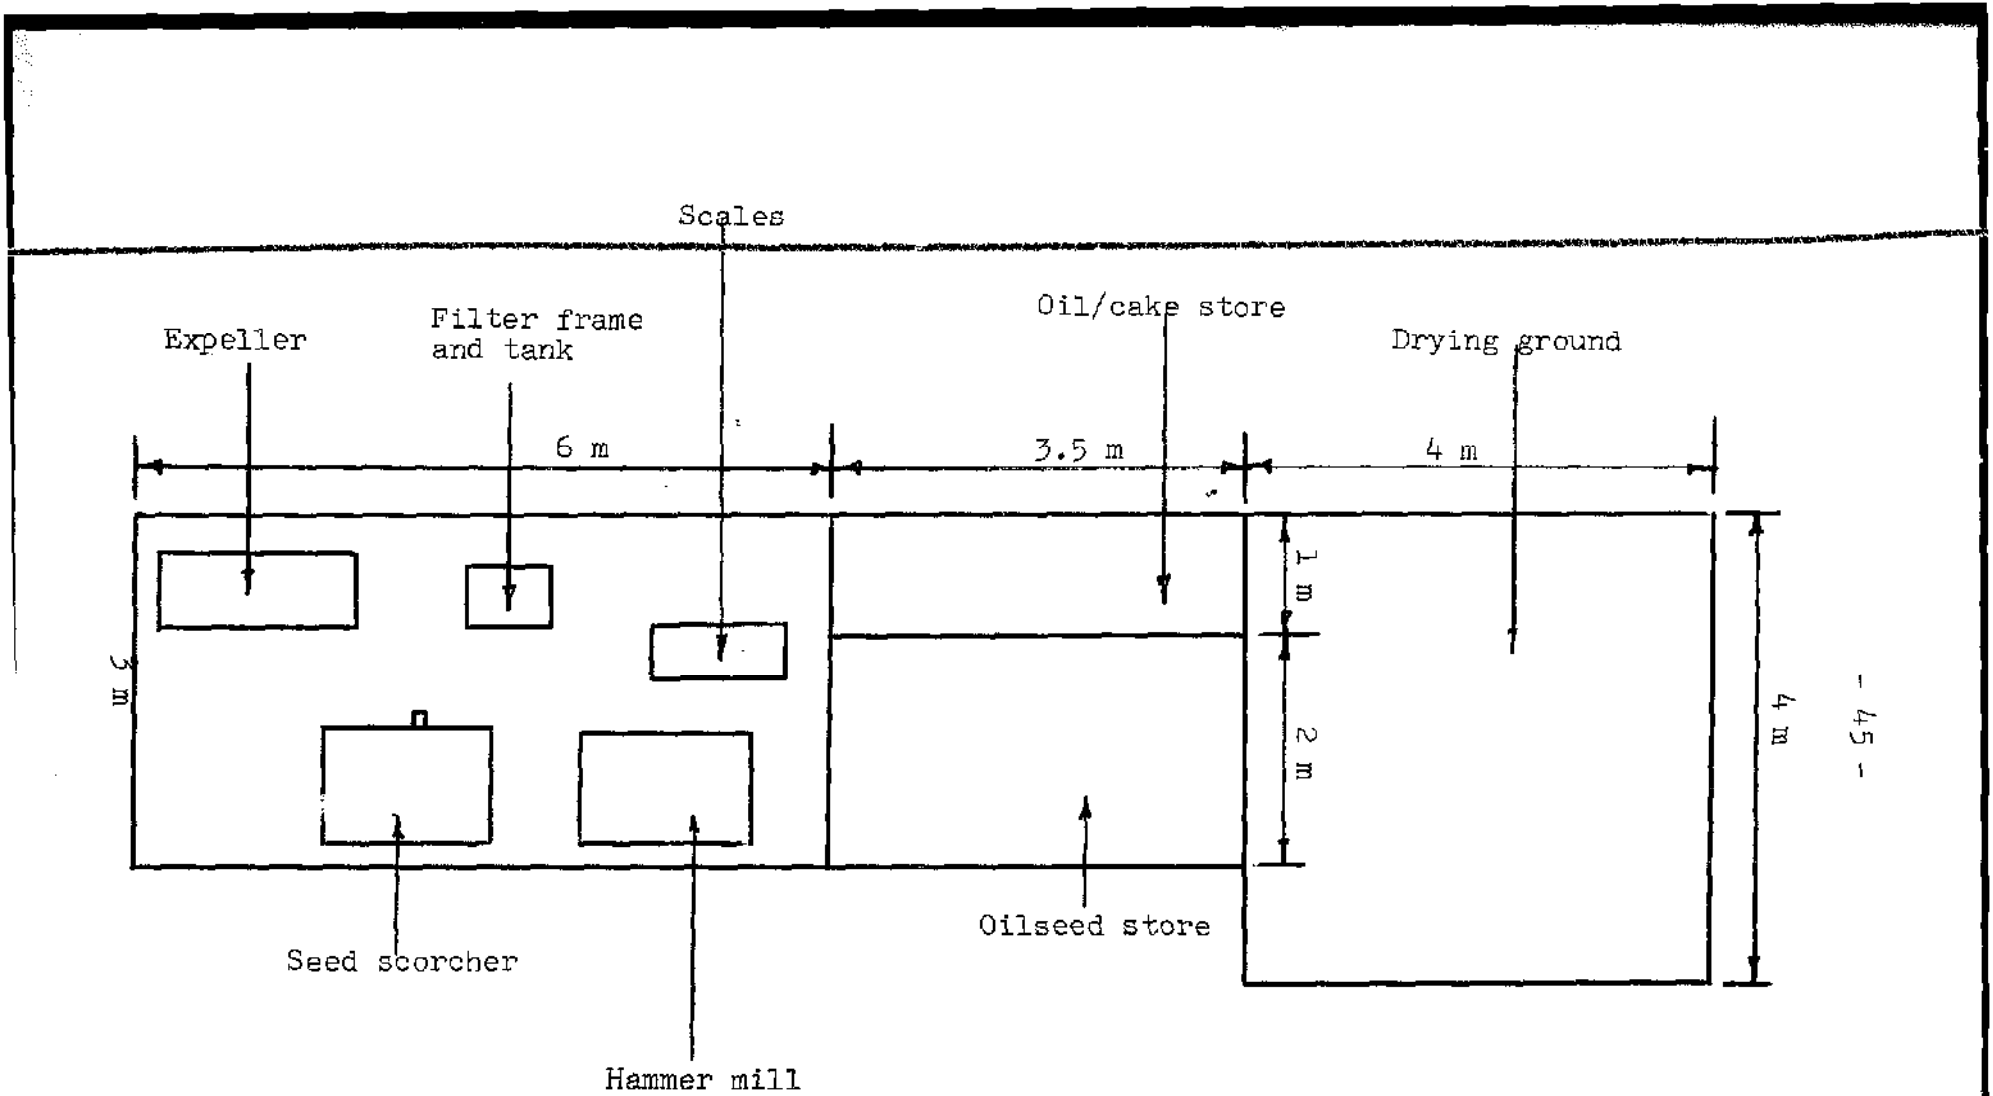 Scales
Oil/cake store
Filter frame
and tank
Expeller
Drying ground
6 m
3.5 m
4 m
1 m
3 m
2 m
4 m
- 45 -
Oilseed store
Seed scorcher
Hammer mill